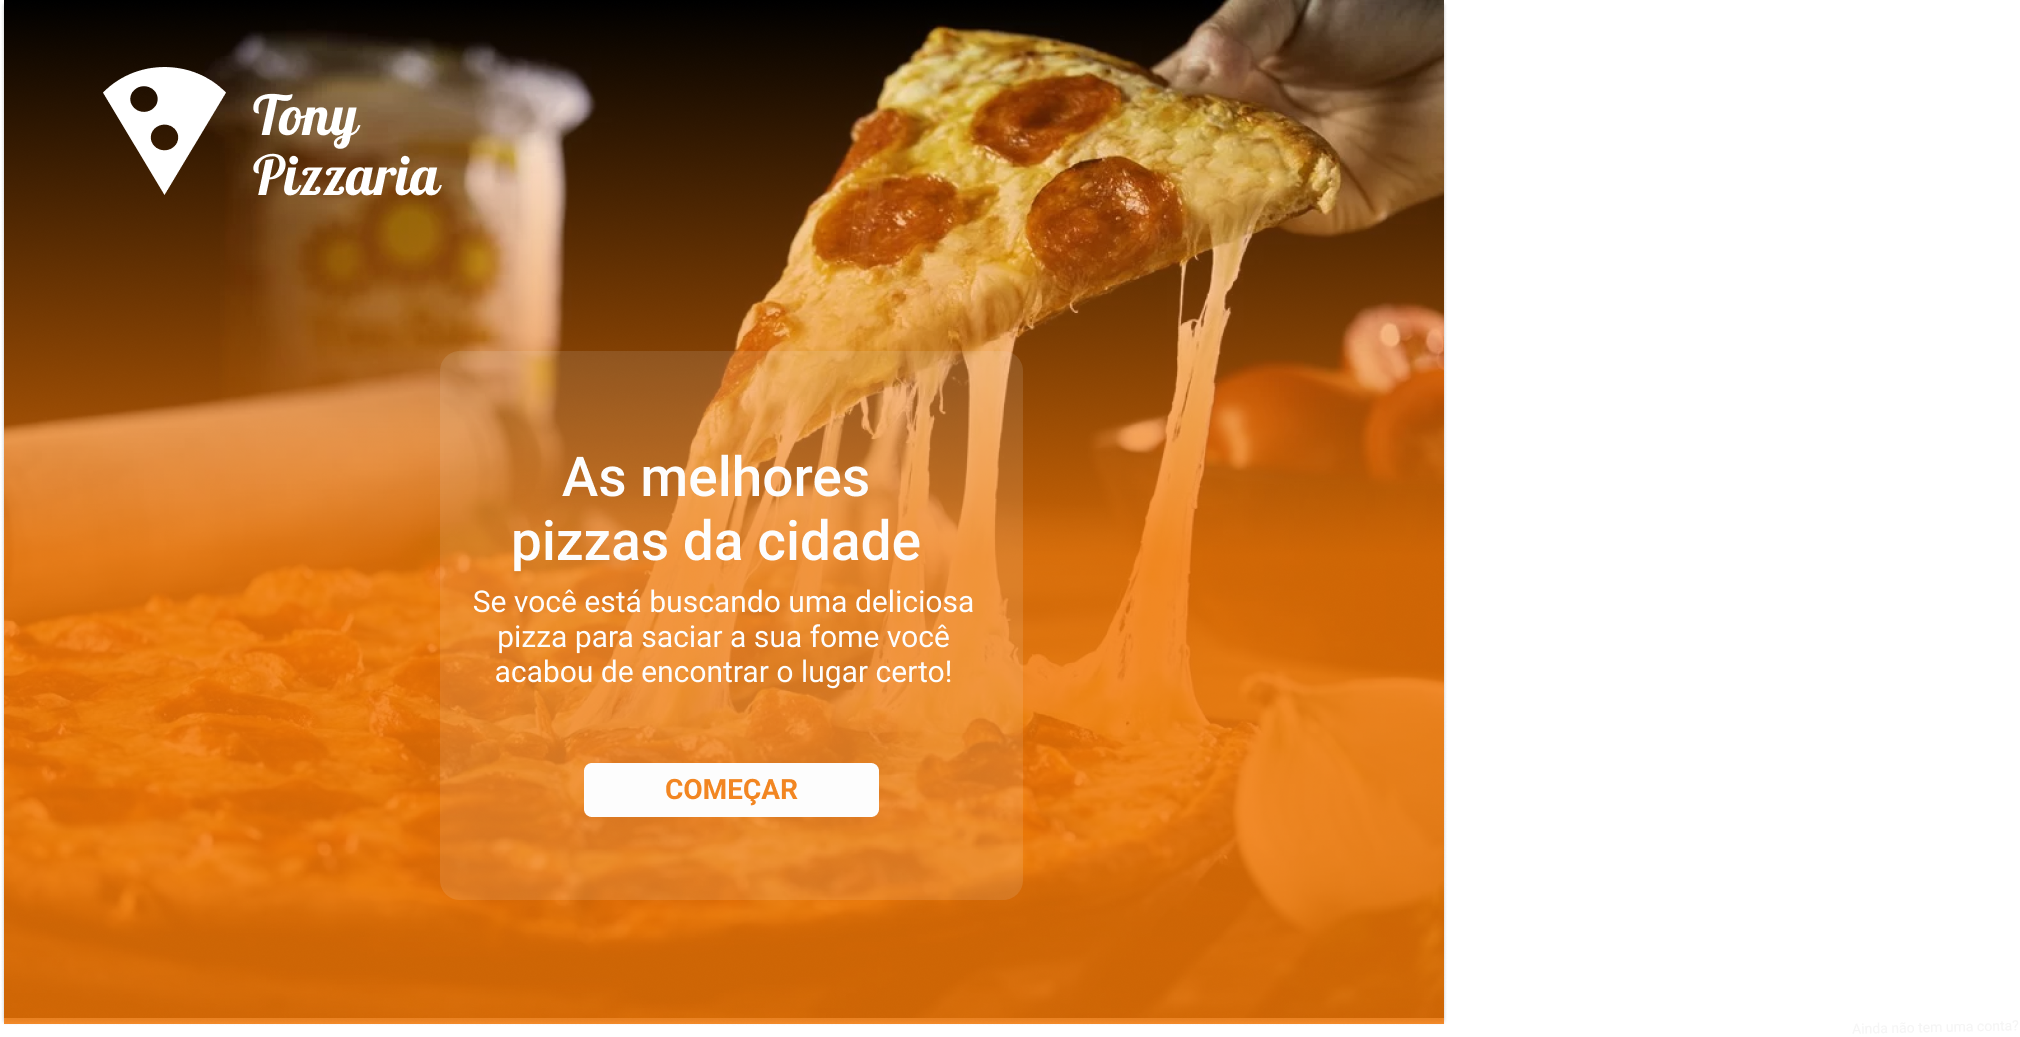 Tony
Pizzaria
As melhores
pizzas da cidade
Se você está buscando uma deliciosa
pizza para saciar a sua fome você
acabou de encontrar o lugar certo!
COMEÇAR
Ainda não tem uma conta?